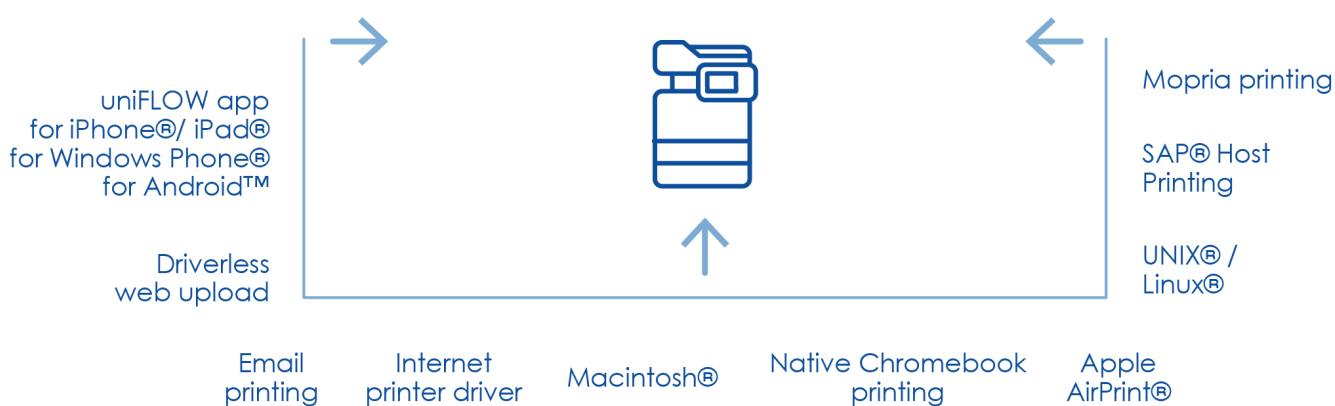 uniFLOW app
for iPhone®/ iPad®
for Windows Phone®
for Android™
Driverless
web upload
Email
printing
Internet
printer driver
Macintosh®
Native Chromebook
printing
Apple
AirPrint®
Mopria printing
SAP® Host
Printing
UNIX® /
Linux®